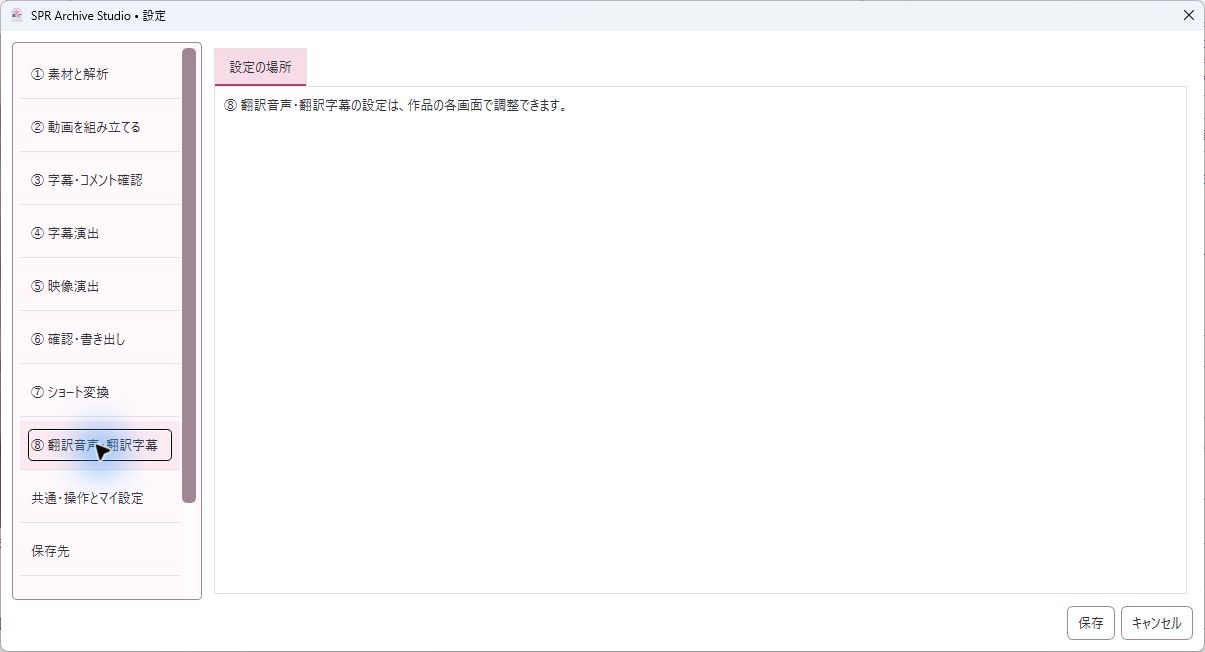 SPR Archive Studio • 設定
① 素材と解析
② 動画を組み立てる
③ 字幕・コメント確認
④ 字幕演出
⑤ 映像演出
⑥ 確認・書き出し
⑦ ショート変換
⑧ 翻訳音声・翻訳字幕
共通・操作とマイ設定
保存先
設定の場所
⑧ 翻訳音声・翻訳字幕の設定は、作品の各画面で調整できます。
保存
キャンセル